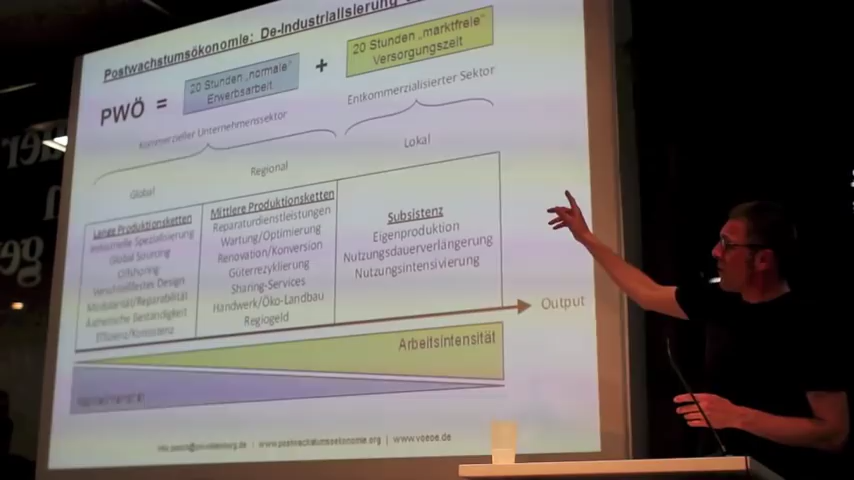 Postwachstumsökonomie: De-Industrialisierung
PWÖ =
20 Stunden „normale"
Erwerbsarbeit
+
20 Stunden „marktfreie"
Versorgungszeit
Kommerzieller Unternehmenssektor
Entkommerzialisierter Sektor
Global
Regional
Lokal
Lange Produktionsketten
Industrielle Spezialisierung
Global Sourcing
Offshoring
Verschleißfestes Design
Modularität/Reparabilität
Ästhetische Beständigkeit
Effizienz/Konsistenz
Mittlere Produktionsketten
Reparaturdienstleistungen
Wartung/Optimierung
Renovation/Konversion
Güterrezyklierung
Sharing-Services
Handwerk/Öko-Landbau
Regiogeld
Subsistenz
Eigenproduktion
Nutzungsdauerverlängerung
Nutzungsintensivierung
Output
Arbeitsintensität
www.postwachstumsoekonomie.org | www.voeoe.de